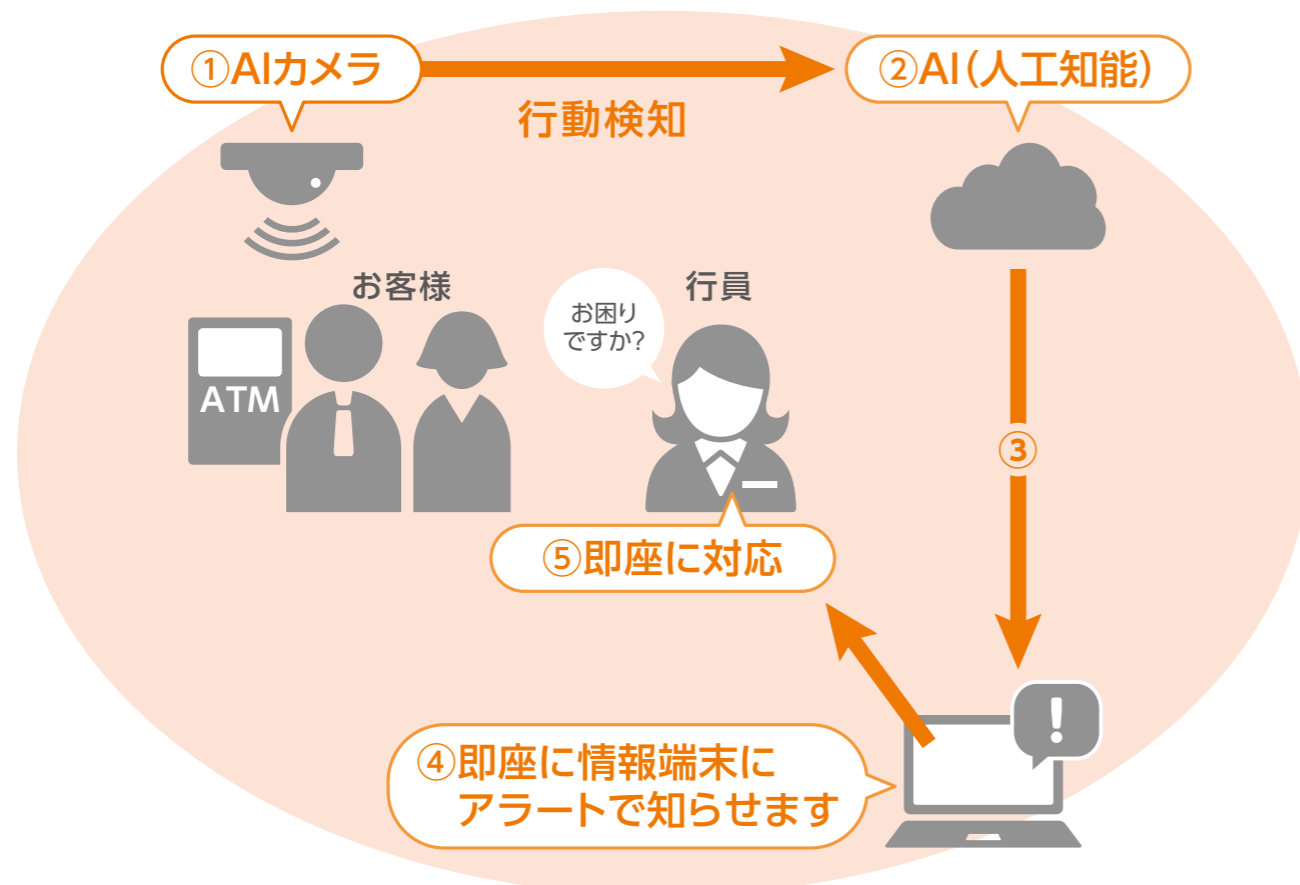 ①AIカメラ
②AI(人工知能)
行動検知
お客様
行員
お困り
ですか?
ATM
③
⑤即座に対応
④即座に情報端末に
アラートで知らせます
!